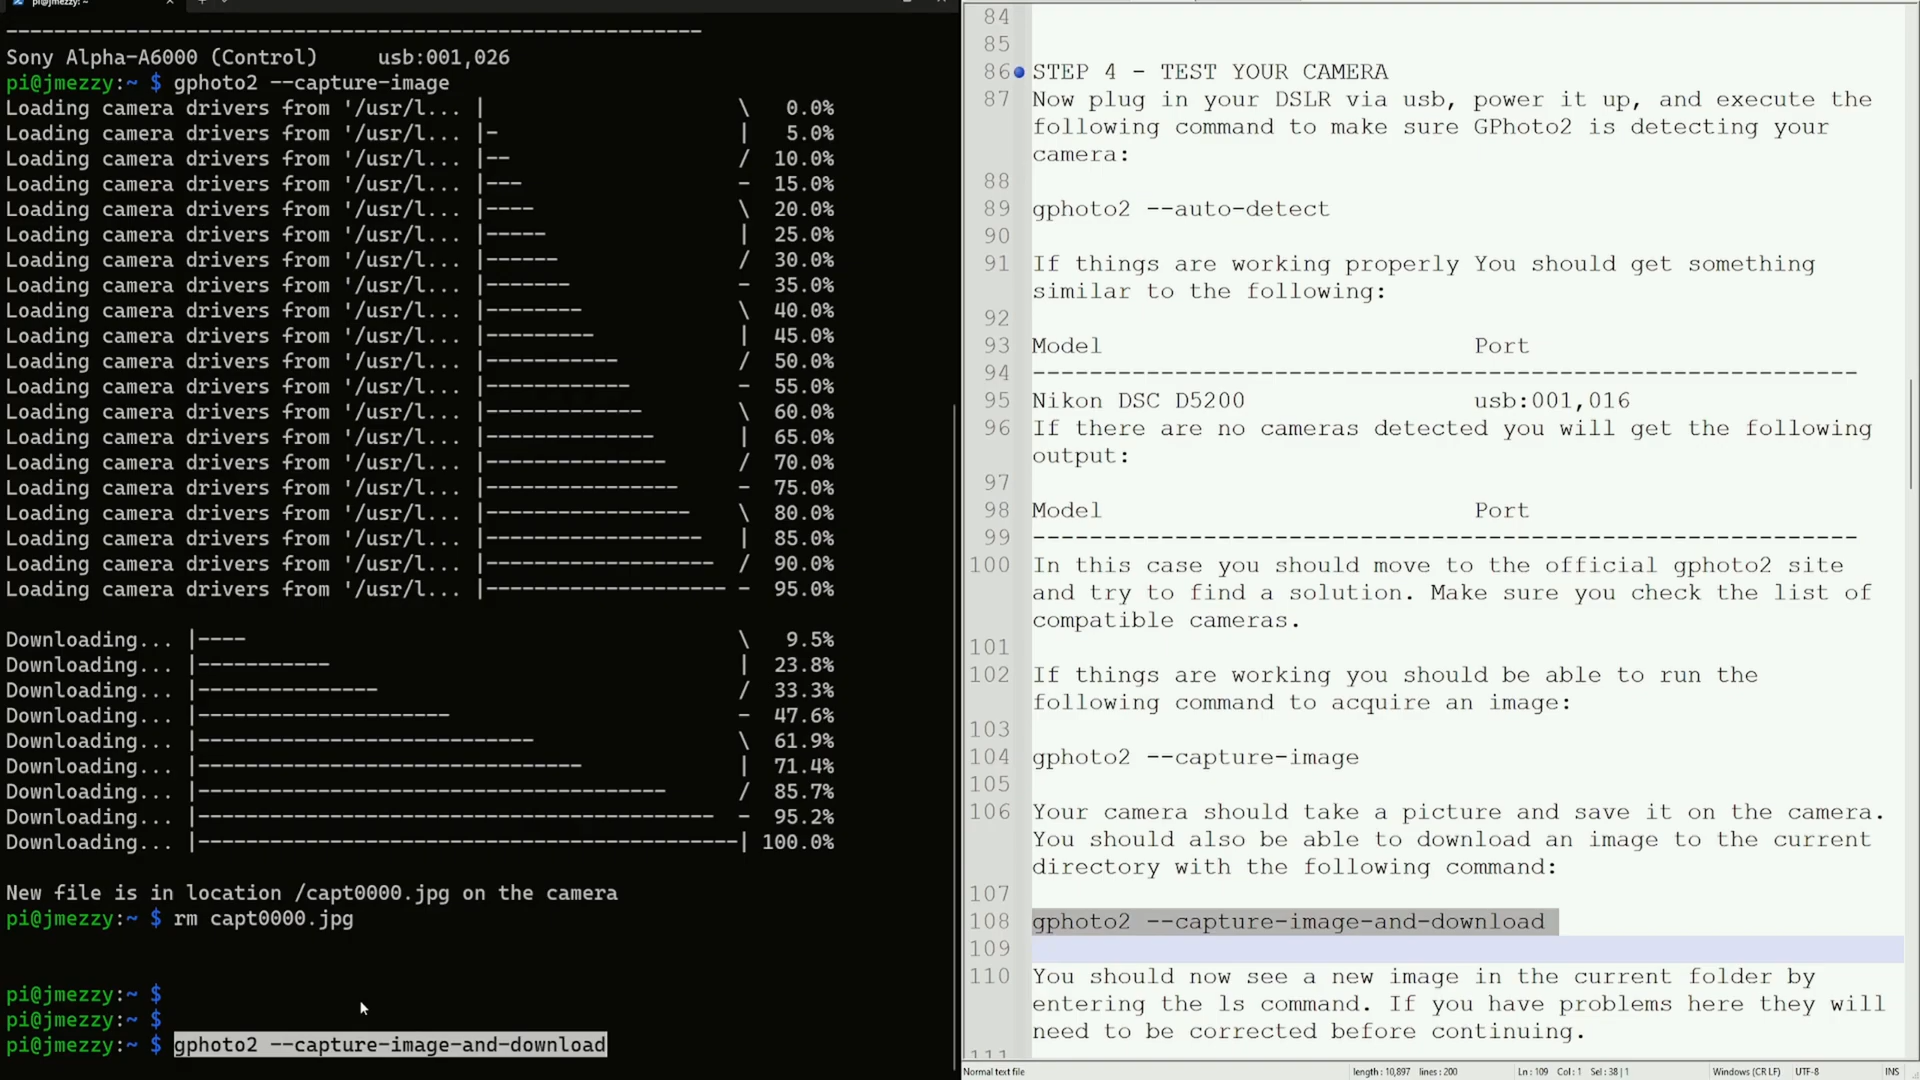 pi@jmezzy: ~
------------------------------------------------------------
Sony Alpha-A6000 (Control)     usb:001,026
pi@jmezzy:~ $ gphoto2 --capture-image
Loading camera drivers from '/usr/l... |                     \   0.0%
Loading camera drivers from '/usr/l... |-                    |   5.0%
Loading camera drivers from '/usr/l... |--                   /  10.0%
Loading camera drivers from '/usr/l... |---                  -  15.0%
Loading camera drivers from '/usr/l... |----                 \  20.0%
Loading camera drivers from '/usr/l... |-----                |  25.0%
Loading camera drivers from '/usr/l... |------               /  30.0%
Loading camera drivers from '/usr/l... |-------              -  35.0%
Loading camera drivers from '/usr/l... |--------             \  40.0%
Loading camera drivers from '/usr/l... |---------            |  45.0%
Loading camera drivers from '/usr/l... |-----------          /  50.0%
Loading camera drivers from '/usr/l... |------------         -  55.0%
Loading camera drivers from '/usr/l... |-------------        \  60.0%
Loading camera drivers from '/usr/l... |--------------       |  65.0%
Loading camera drivers from '/usr/l... |---------------      /  70.0%
Loading camera drivers from '/usr/l... |----------------     -  75.0%
Loading camera drivers from '/usr/l... |-----------------    \  80.0%
Loading camera drivers from '/usr/l... |------------------   |  85.0%
Loading camera drivers from '/usr/l... |-------------------  /  90.0%
Loading camera drivers from '/usr/l... |-------------------- -  95.0%
Downloading... |----                                         \   9.5%
Downloading... |-----------                                  |  23.8%
Downloading... |---------------                              /  33.3%
Downloading... |---------------------                        -  47.6%
Downloading... |----------------------------                 \  61.9%
Downloading... |--------------------------------             |  71.4%
Downloading... |---------------------------------------      /  85.7%
Downloading... |-------------------------------------------  -  95.2%
Downloading... |---------------------------------------------| 100.0%
New file is in location /capt0000.jpg on the camera
pi@jmezzy:~ $ rm capt0000.jpg
pi@jmezzy:~ $
pi@jmezzy:~ $
pi@jmezzy:~ $ gphoto2 --capture-image-and-download
84
85
86 STEP 4 - TEST YOUR CAMERA
87 Now plug in your DSLR via usb, power it up, and execute the
following command to make sure GPhoto2 is detecting your
camera:
88
89 gphoto2 --auto-detect
90
91 If things are working properly You should get something
similar to the following:
92
93 Model                          Port
94 ----------------------------------------------------------
95 Nikon DSC D5200                usb:001,016
96 If there are no cameras detected you will get the following
output:
97
98 Model                          Port
99 ----------------------------------------------------------
100 In this case you should move to the official gphoto2 site
and try to find a solution. Make sure you check the list of
compatible cameras.
101
102 If things are working you should be able to run the
following command to acquire an image:
103
104 gphoto2 --capture-image
105
106 Your camera should take a picture and save it on the camera.
You should also be able to download an image to the current
directory with the following command:
107
108 gphoto2 --capture-image-and-download
109
110 You should now see a new image in the current folder by
entering the ls command. If you have problems here they will
need to be corrected before continuing.
111
Normal text file    length : 10,897    lines : 200    Ln : 109    Col : 1    Sel : 38 | 1    Windows (CR LF)    UTF-8    INS